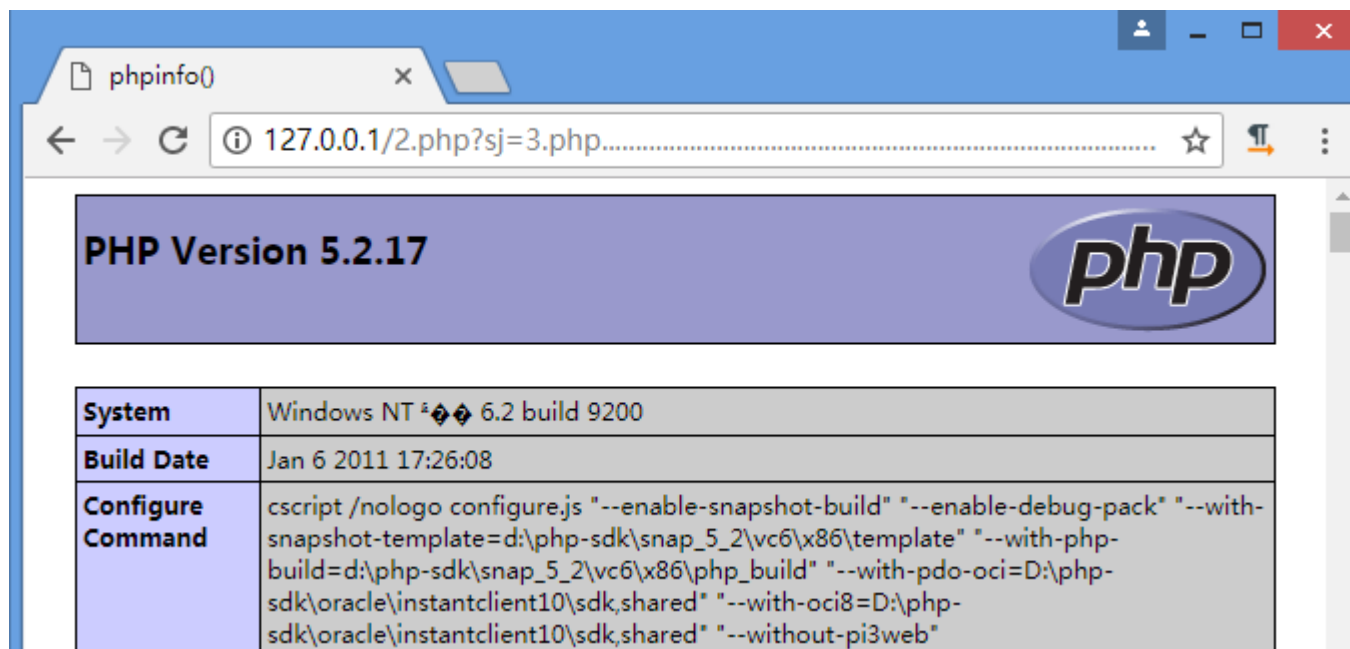 phpinfo()
127.0.0.1/2.php?sj=3.php...................................................................................
PHP Version 5.2.17
php
System
Windows NT ª�� 6.2 build 9200
Build Date
Jan 6 2011 17:26:08
Configure Command
cscript /nologo configure.js "--enable-snapshot-build" "--enable-debug-pack" "--with-
snapshot-template=d:\php-sdk\snap_5_2\vc6\x86\template" "--with-php-
build=d:\php-sdk\snap_5_2\vc6\x86\php_build" "--with-pdo-oci=D:\php-
sdk\oracle\instantclient10\sdk,shared" "--with-oci8=D:\php-
sdk\oracle\instantclient10\sdk,shared" "--without-pi3web"